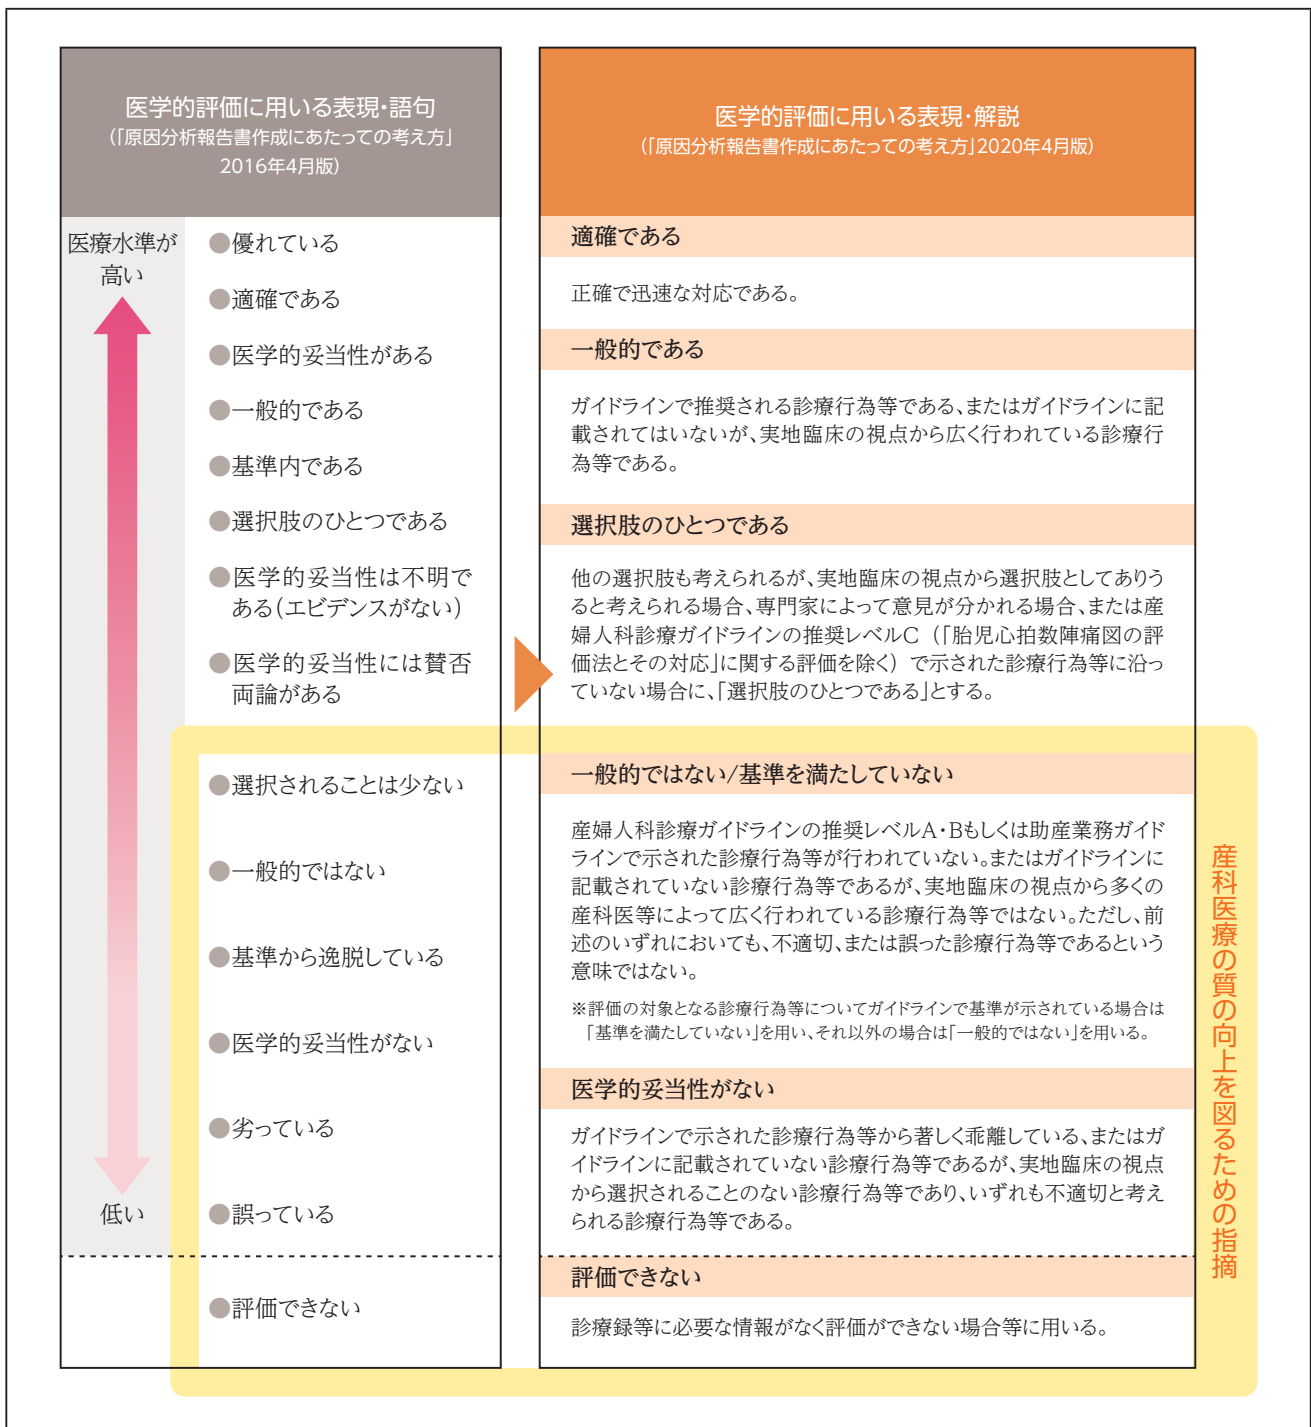 医学的評価に用いる表現・語句
(「原因分析報告書作成にあたっての考え方」
2016年4月版)
医療水準が
高い
●優れている
●適確である
●医学的妥当性がある
●一般的である
●基準内である
●選択肢のひとつである
●医学的妥当性は不明で
ある(エビデンスがない)
●医学的妥当性には賛否
両論がある
●選択されることは少ない
●一般的ではない
●基準から逸脱している
●医学的妥当性がない
●劣っている
●誤っている
低い
●評価できない
医学的評価に用いる表現・解説
(「原因分析報告書作成にあたっての考え方」2020年4月版)
適確である
正確で迅速な対応である。
一般的である
ガイドラインで推奨される診療行為等である、またはガイドラインに記
載されてはいないが、実地臨床の視点から広く行われている診療行
為等である。
選択肢のひとつである
他の選択肢も考えられるが、実地臨床の視点から選択肢としてありう
ると考えられる場合、専門家によって意見が分かれる場合、または産
婦人科診療ガイドラインの推奨レベルC(「胎児心拍数陣痛図の評
価法とその対応」に関する評価を除く)で示された診療行為等に沿っ
ていない場合に、「選択肢のひとつである」とする。
一般的ではない/基準を満たしていない
産婦人科診療ガイドラインの推奨レベルA・Bもしくは助産業務ガイド
ラインで示された診療行為等が行われていない。またはガイドラインに
記載されていない診療行為等であるが、実地臨床の視点から多くの
産科医等によって広く行われている診療行為等ではない。ただし、前
述のいずれにおいても、不適切、または誤った診療行為等であるという
意味ではない。
※評価の対象となる診療行為等についてガイドラインで基準が示されている場合は
「基準を満たしていない」を用い、それ以外の場合は「一般的ではない」を用いる。
医学的妥当性がない
ガイドラインで示された診療行為等から著しく乖離している、またはガ
イドラインに記載されていない診療行為等であるが、実地臨床の視点
から選択されることのない診療行為等であり、いずれも不適切と考え
られる診療行為等である。
評価できない
診療録等に必要な情報がなく評価ができない場合等に用いる。
産科医療の質の向上を図るための指摘